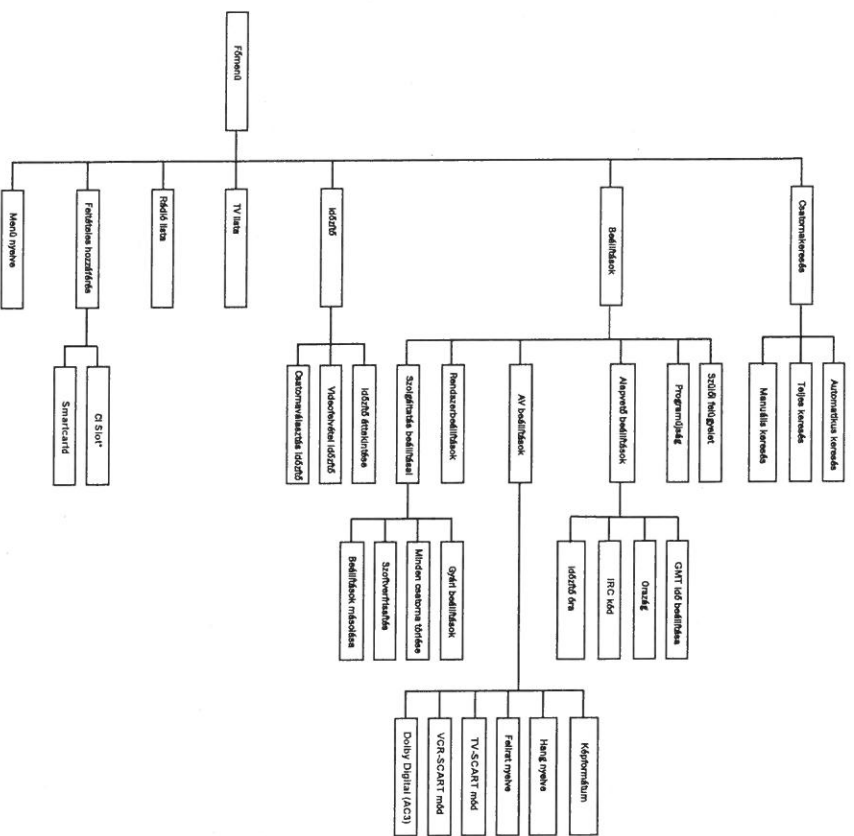 Főmenü
Csatornakeresés
Automatikus keresés
Teljes keresés
Manuális keresés
Beállítások
Szülői felügyelet
Programújság
Alapvető beállítások
GMT idő beállítása
Ország
IRC kód
Időzítő óra
AV beállítások
Képformátum
Hang nyelve
Felirat nyelve
TV-SCART mód
VCR-SCART mód
Dolby Digital (AC3)
Rendszerbeállítások
Szolgáltatás beállításai
Gyári beállítások
Minden csatorna törlése
Szoftverfrissítés
Beállítások másolása
Időzítő
Időzítő áttekintése
Videofelvétel időzítő
Csatornaválasztás időzítő
TV lista
Rádió lista
Feltételes hozzáférés
CI Slot*
Smartcarld
Menü nyelve